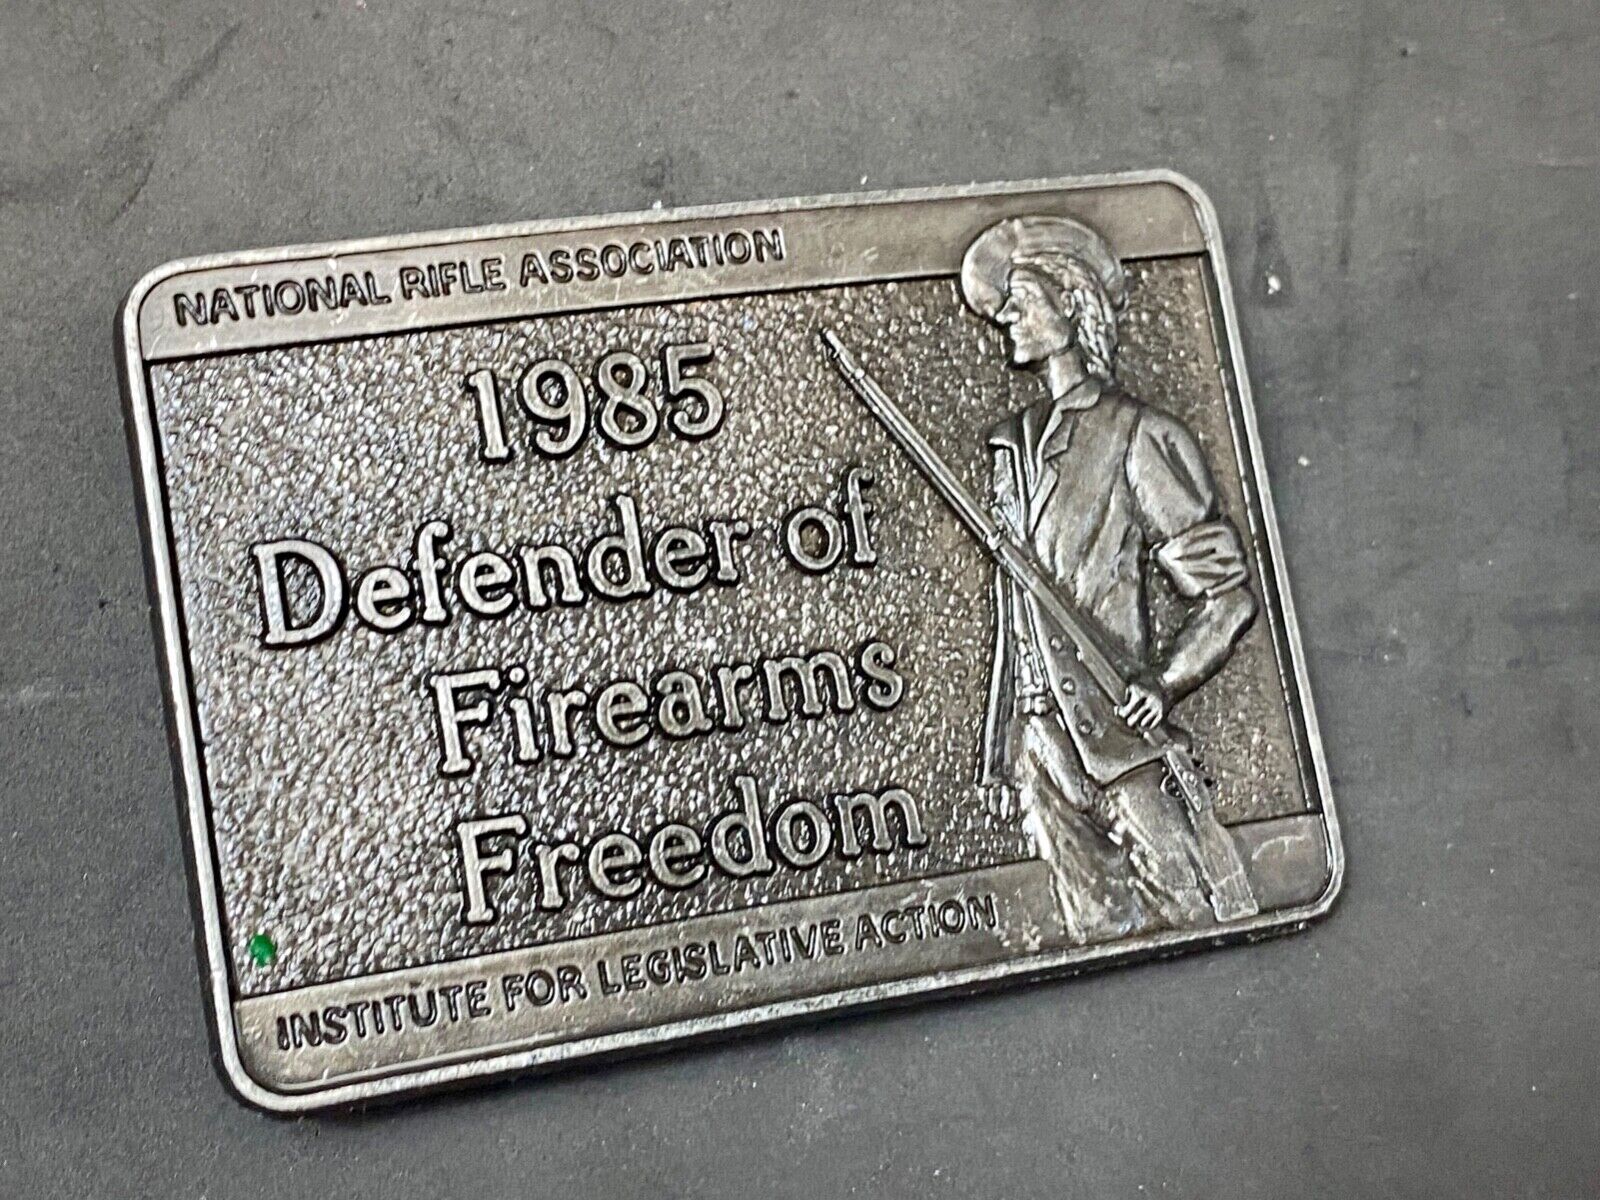 NATIONAL RIFLE ASSOCIATION
1985
Defender of
Firearms
Freedom
INSTITUTE FOR LEGISLATIVE ACTION